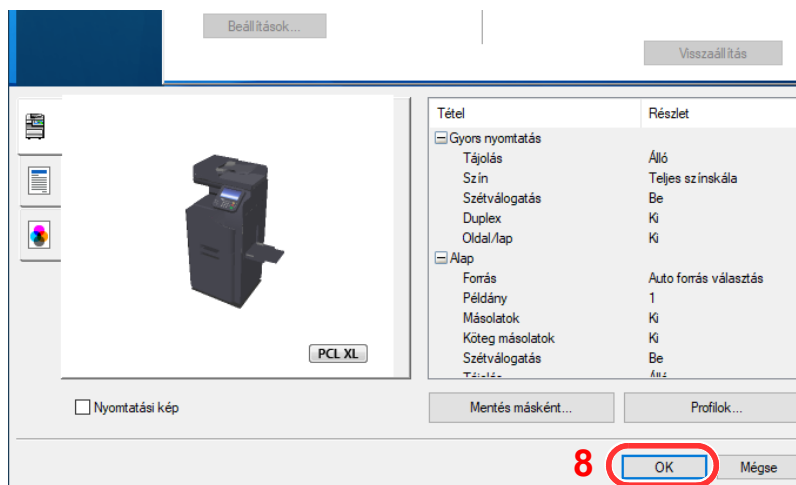 Beállítások...
Visszaállítás
Tétel Részlet
Gyors nyomtatás
Tájolás Álló
Szín Teljes színskála
Szétválogatás Be
Duplex Ki
Oldal/lap Ki
Alap
Forrás Auto forrás választás
Példány 1
Másolatok Ki
Köteg másolatok Ki
Szétválogatás Be
PCL XL
Nyomtatási kép
Mentés másként... Profilok...
8 OK Mégse